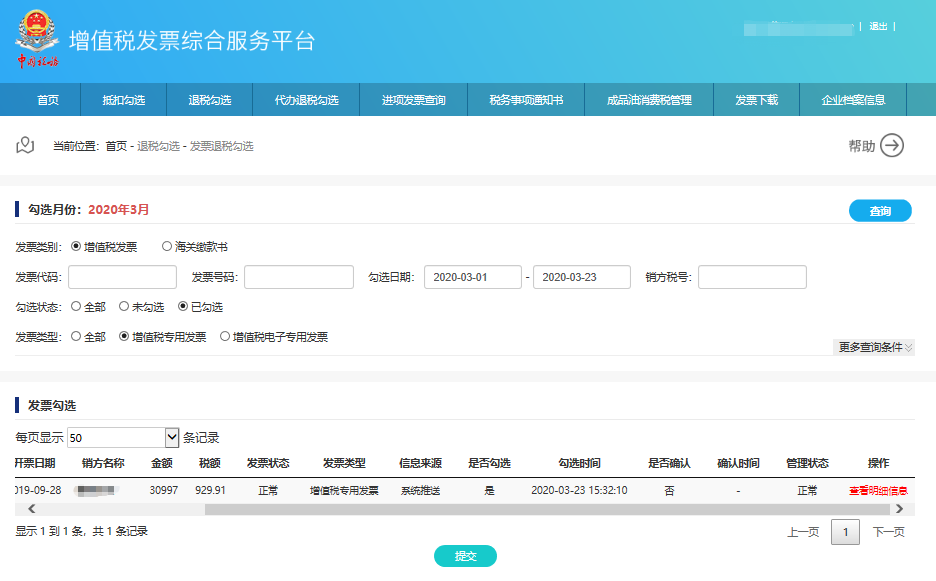 中国税务
增值税发票综合服务平台
| 退出 |
首页 抵扣勾选 退税勾选 代办退税勾选 进项发票查询 税务事项通知书 成品油消费税管理 发票下载 企业档案信息
当前位置：首页 - 退税勾选 - 发票退税勾选 帮助
勾选月份：2020年3月 查询
发票类别： 增值税发票 海关缴款书
发票代码： 发票号码： 勾选日期： 2020-03-01 - 2020-03-23 销方税号：
勾选状态： 全部 未勾选 已勾选
发票类型： 全部 增值税专用发票 增值税电子专用发票
更多查询条件
发票勾选
每页显示 50 条记录
开票日期 销方名称 金额 税额 发票状态 发票类型 信息来源 是否勾选 勾选时间 是否确认 确认时间 管理状态 操作
019-09-28 30997 929.91 正常 增值税专用发票 系统推送 是 2020-03-23 15:32:10 否 - 正常 查看明细信息
显示 1 到 1 条，共 1 条记录 上一页 1 下一页
提交